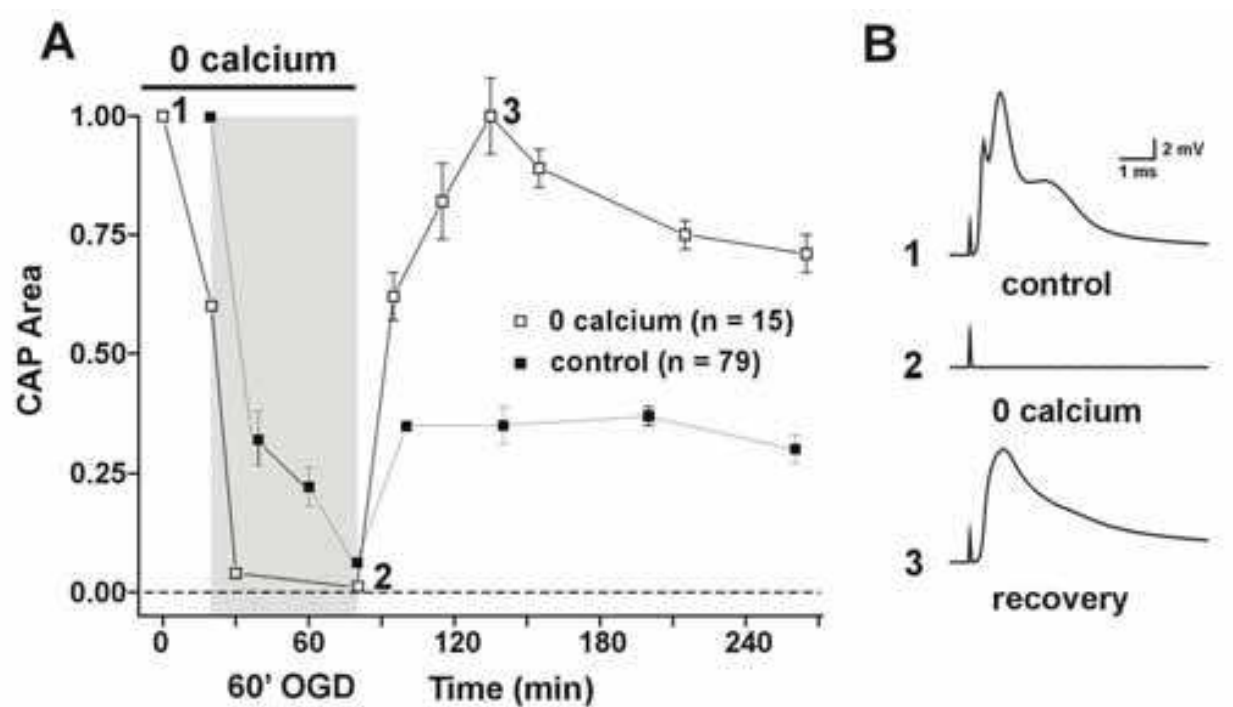 A
0 calcium
1.00
0.75
0.50
0.25
0.00
CAP Area
1
3
2
0 calcium (n = 15)
control (n = 79)
0
60
120
180
240
60' OGD
Time (min)
B
2 mV
1 ms
1
control
2
0 calcium
3
recovery